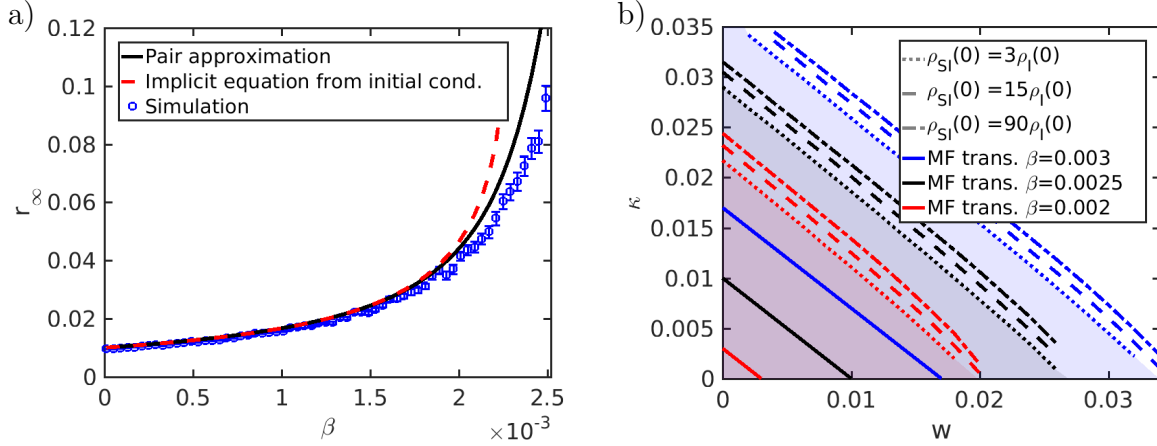 a)
0.12
0.1
0.08
0.06
0.04
0.02
0
r∞
Pair approximation
Implicit equation from initial cond.
Simulation
0 0.5 1 1.5 2 2.5
β
×10⁻³
b)
0.035
0.03
0.025
0.02
0.015
0.01
0.005
0
κ
ρSI(0) =3ρI(0)
ρSI(0) =15ρI(0)
ρSI(0) =90ρI(0)
MF trans. β=0.003
MF trans. β=0.0025
MF trans. β=0.002
0 0.01 0.02 0.03
w